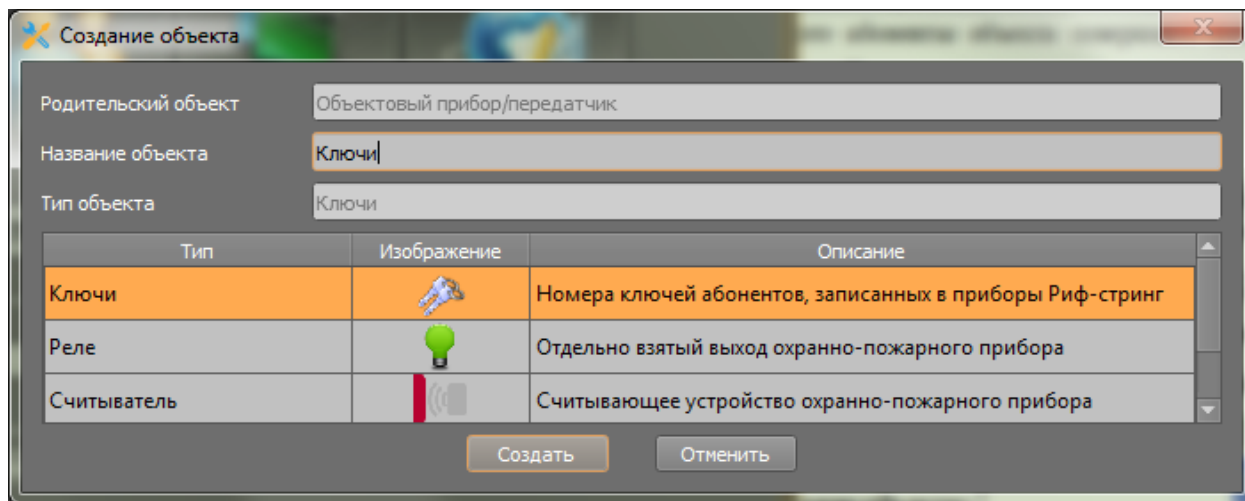 Создание объекта
Родительский объект Объектовый прибор/передатчик
Название объекта Ключи
Тип объекта Ключи
Тип Изображение Описание
Ключи Номера ключей абонентов, записанных в приборы Риф-стринг
Реле Отдельно взятый выход охранно-пожарного прибора
Считыватель Считывающее устройство охранно-пожарного прибора
Создать Отменить